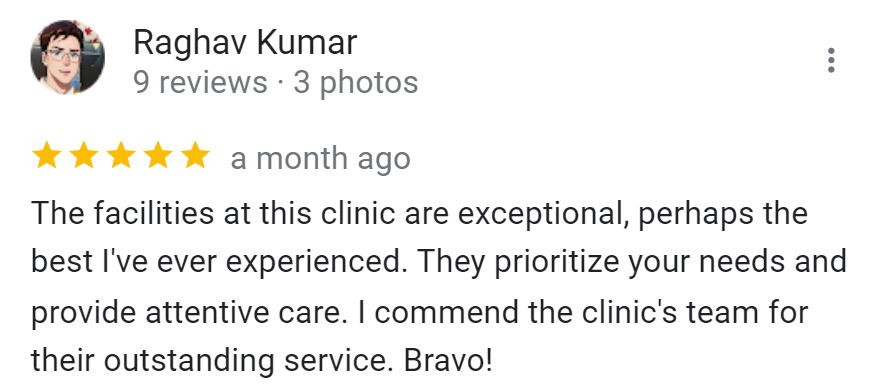 Raghav Kumar
9 reviews · 3 photos
a month ago
The facilities at this clinic are exceptional, perhaps the
best I've ever experienced. They prioritize your needs and
provide attentive care. I commend the clinic's team for
their outstanding service. Bravo!